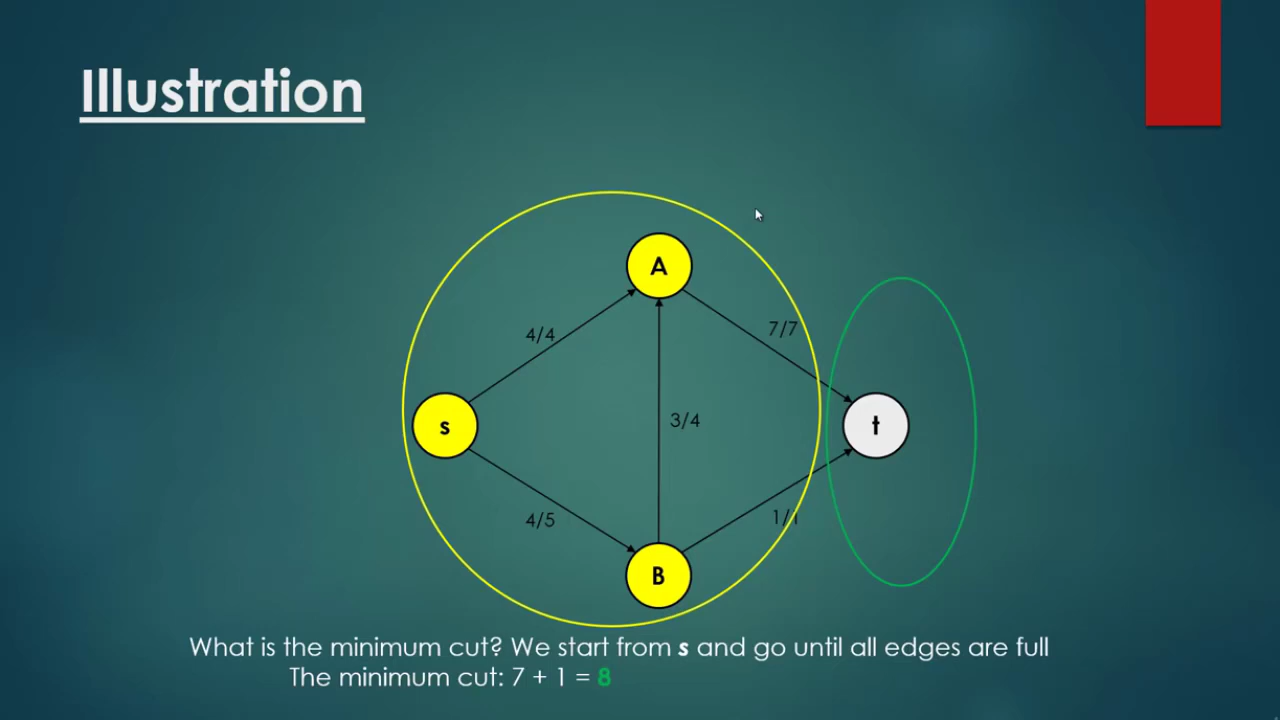 Illustration
A
4/4
7/7
s
3/4
t
4/5
1/1
B
What is the minimum cut? We start from s and go until all edges are full
The minimum cut: 7 + 1 = 8